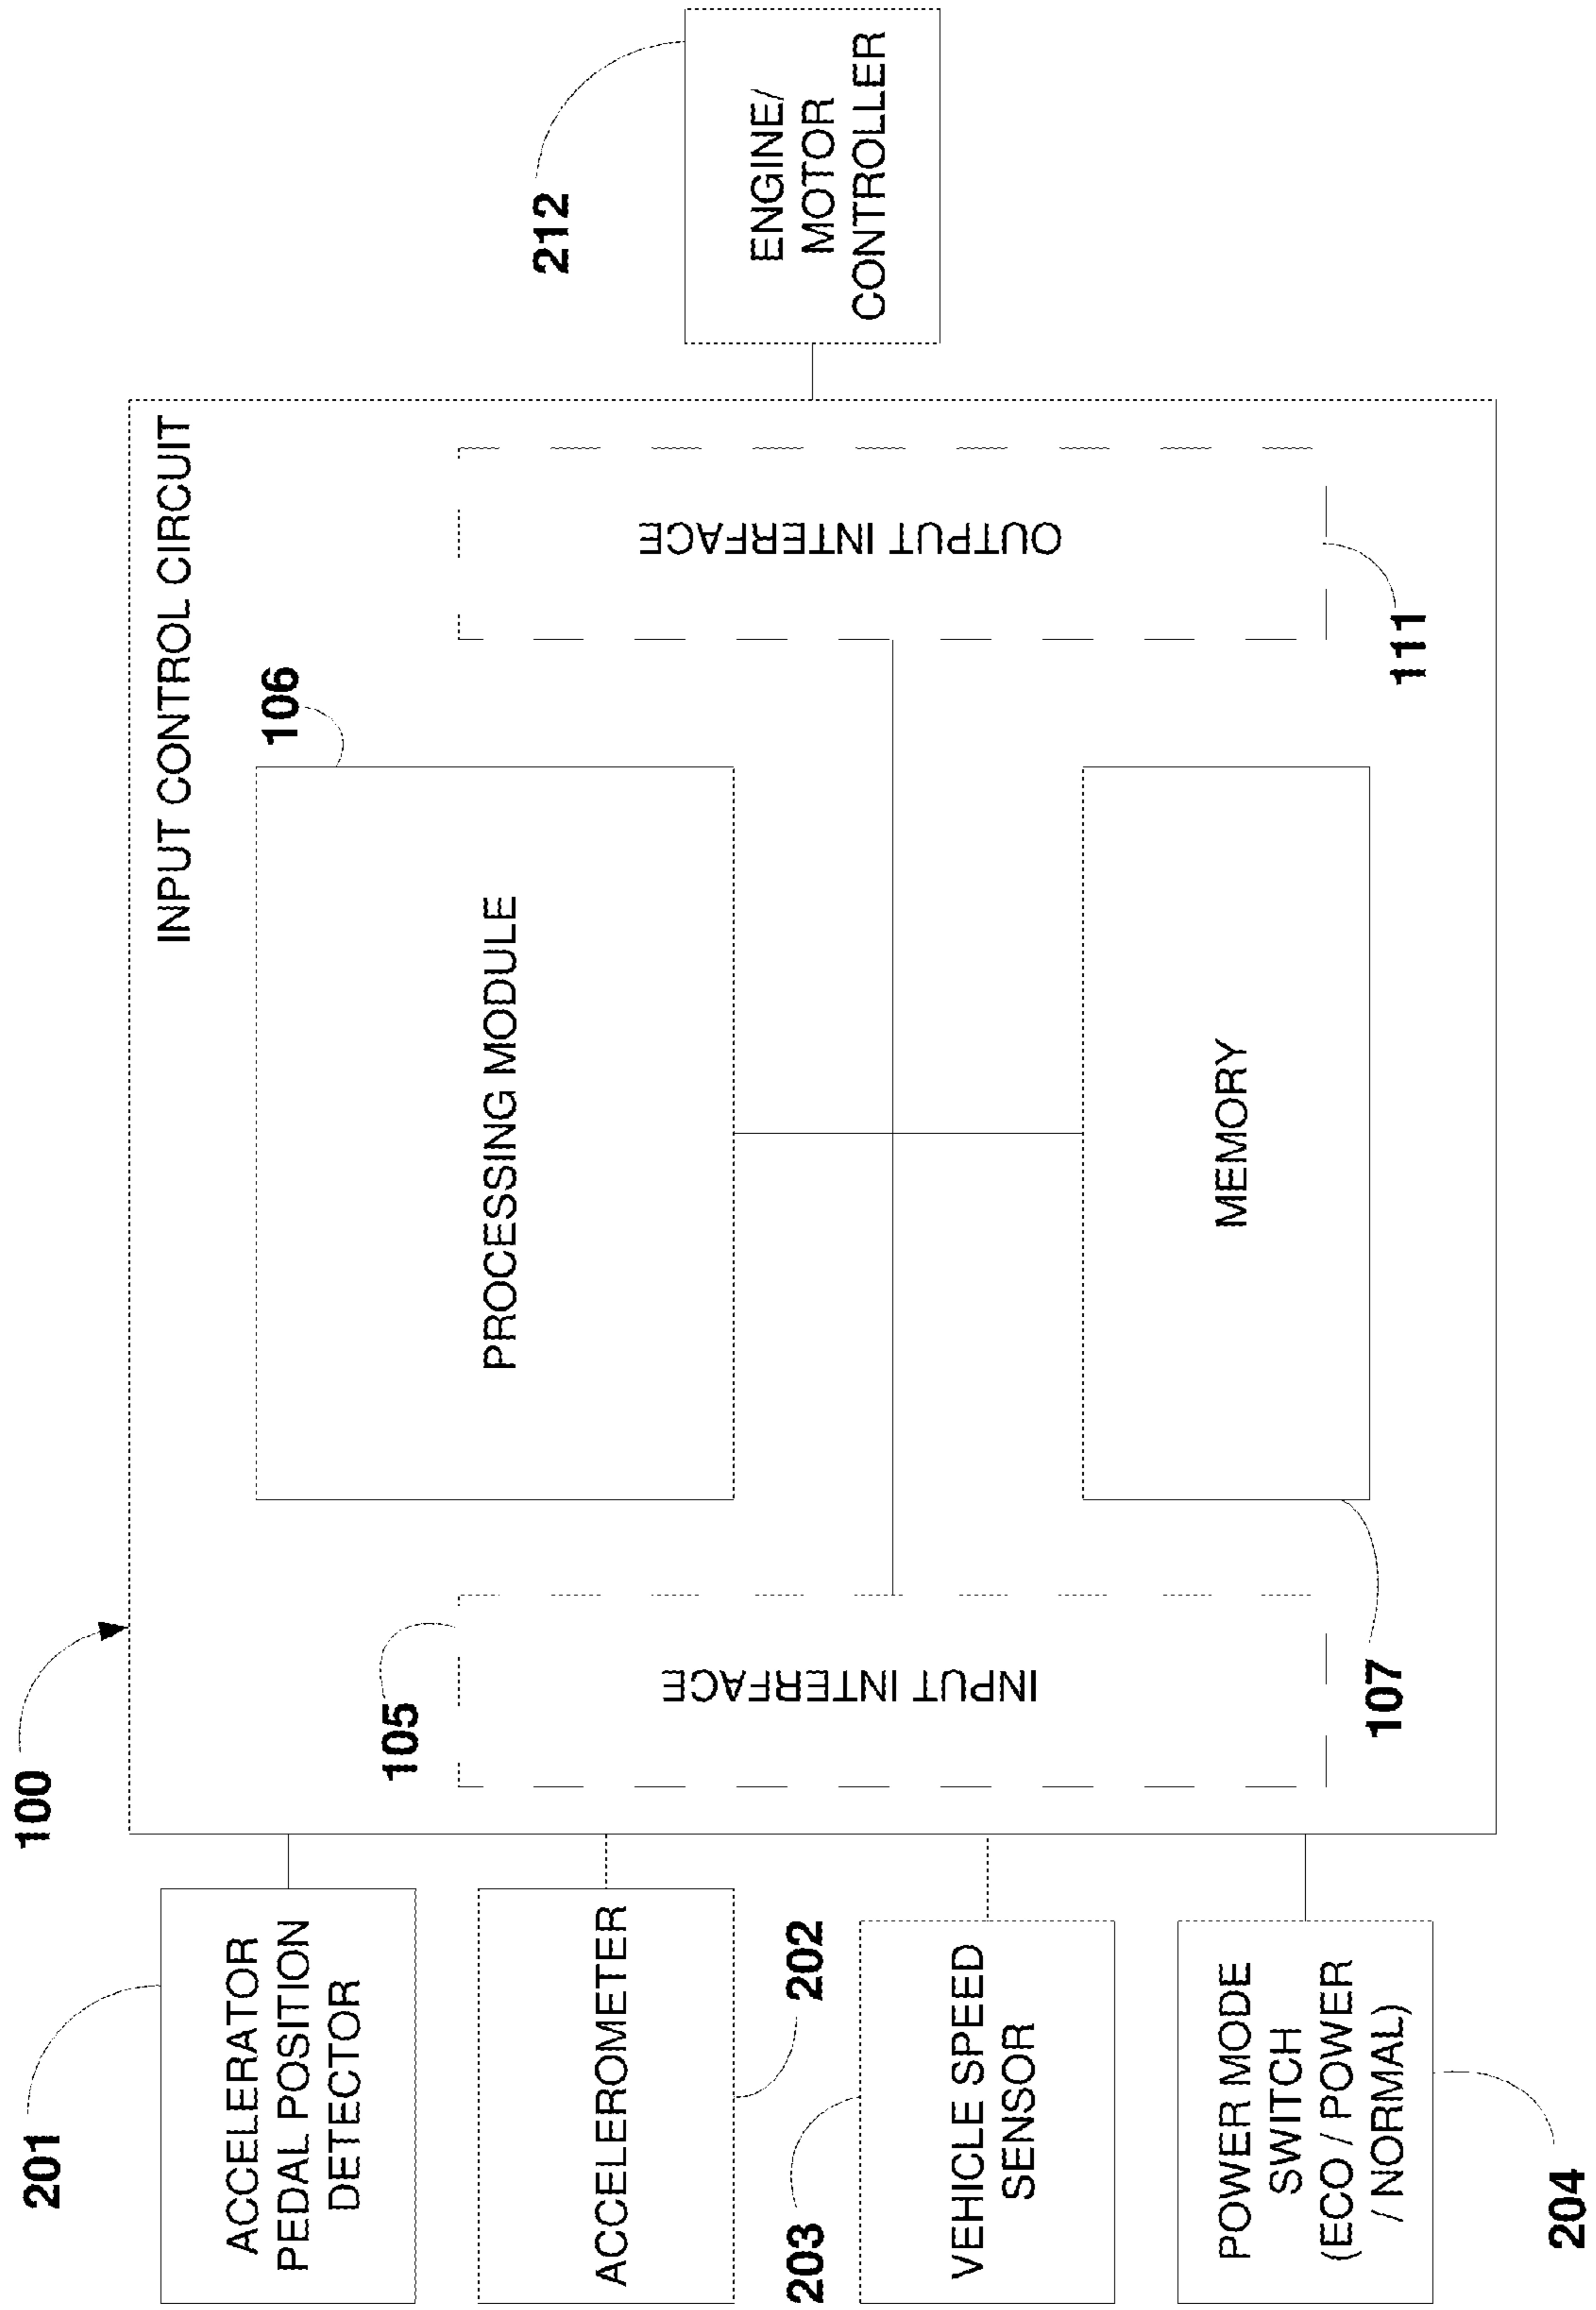 100
INPUT CONTROL CIRCUIT
201
ACCELERATOR
PEDAL POSITION
DETECTOR
ACCELEROMETER
202
203
VEHICLE SPEED
SENSOR
POWER MODE
SWITCH
(ECO / POWER
/ NORMAL)
204
105
INPUT INTERFACE
106
PROCESSING MODULE
MEMORY
107
OUTPUT INTERFACE
111
212
ENGINE/
MOTOR
CONTROLLER